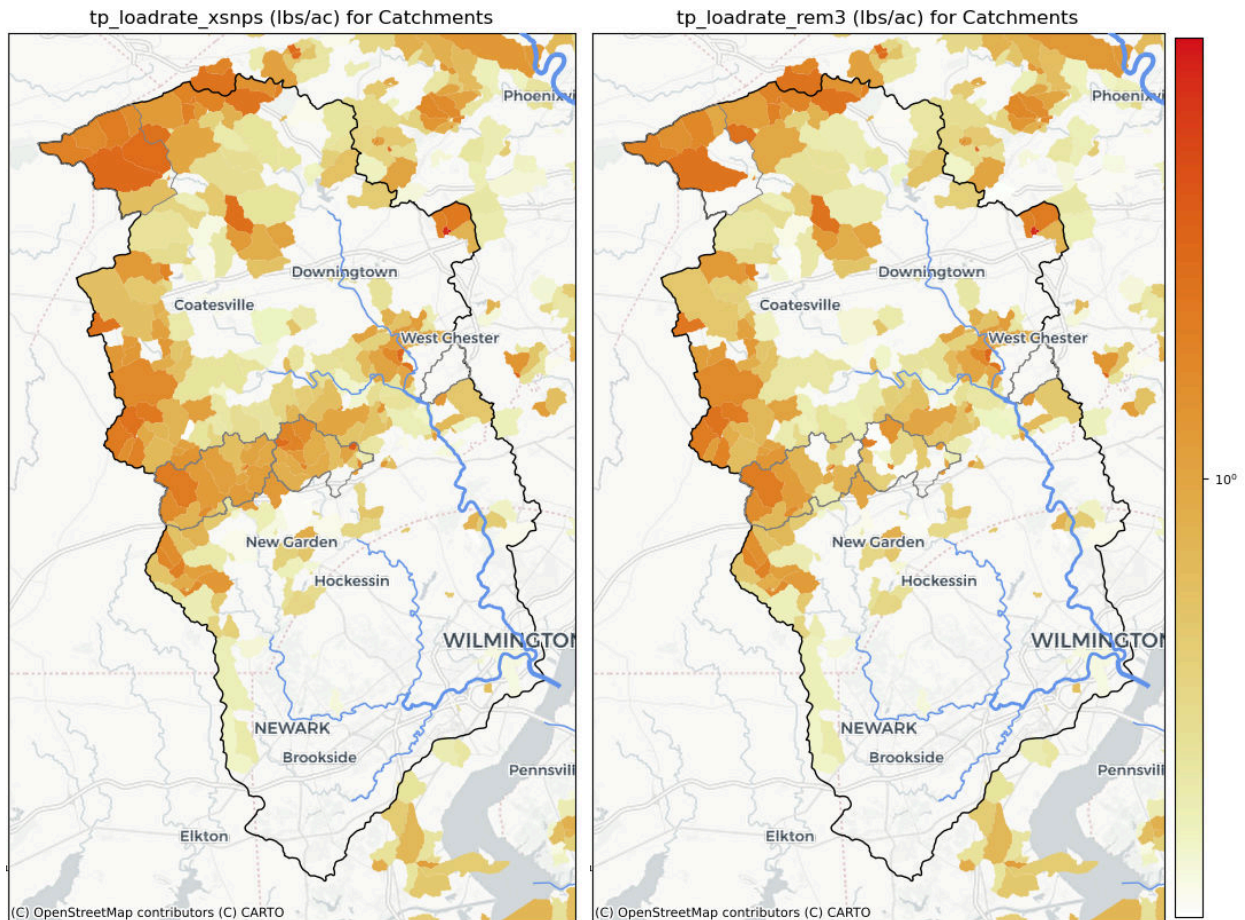 tp_loadrate_xsnps (lbs/ac) for Catchments
tp_loadrate_rem3 (lbs/ac) for Catchments
Phoenixvi
Phoenixvi
Downingtown
Downingtown
Coatesville
Coatesville
West Chester
West Chester
10⁰
New Garden
New Garden
Hockessin
Hockessin
WILMINGTON
WILMINGTON
NEWARK
NEWARK
Brookside
Brookside
Pennsvill
Pennsvill
Elkton
Elkton
(C) OpenStreetMap contributors (C) CARTO
(C) OpenStreetMap contributors (C) CARTO